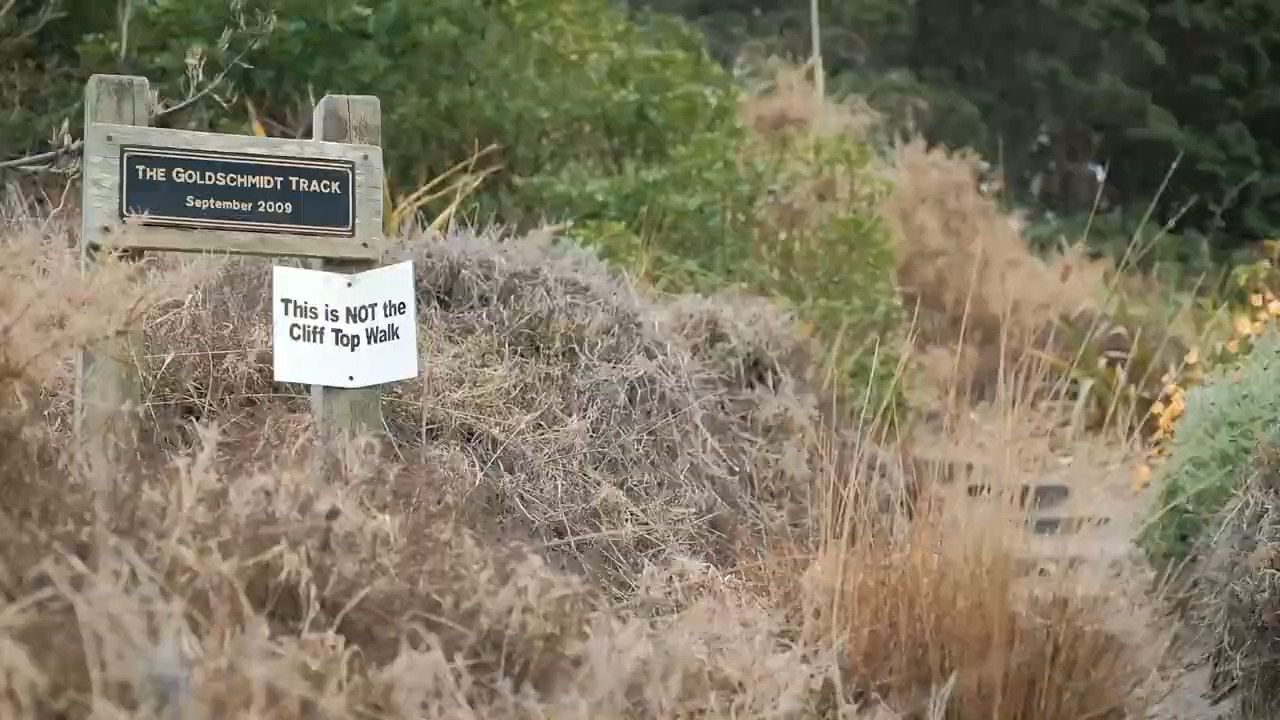 THE GOLDSCHMIDT TRACK
September 2009
This is NOT the
Cliff Top Walk